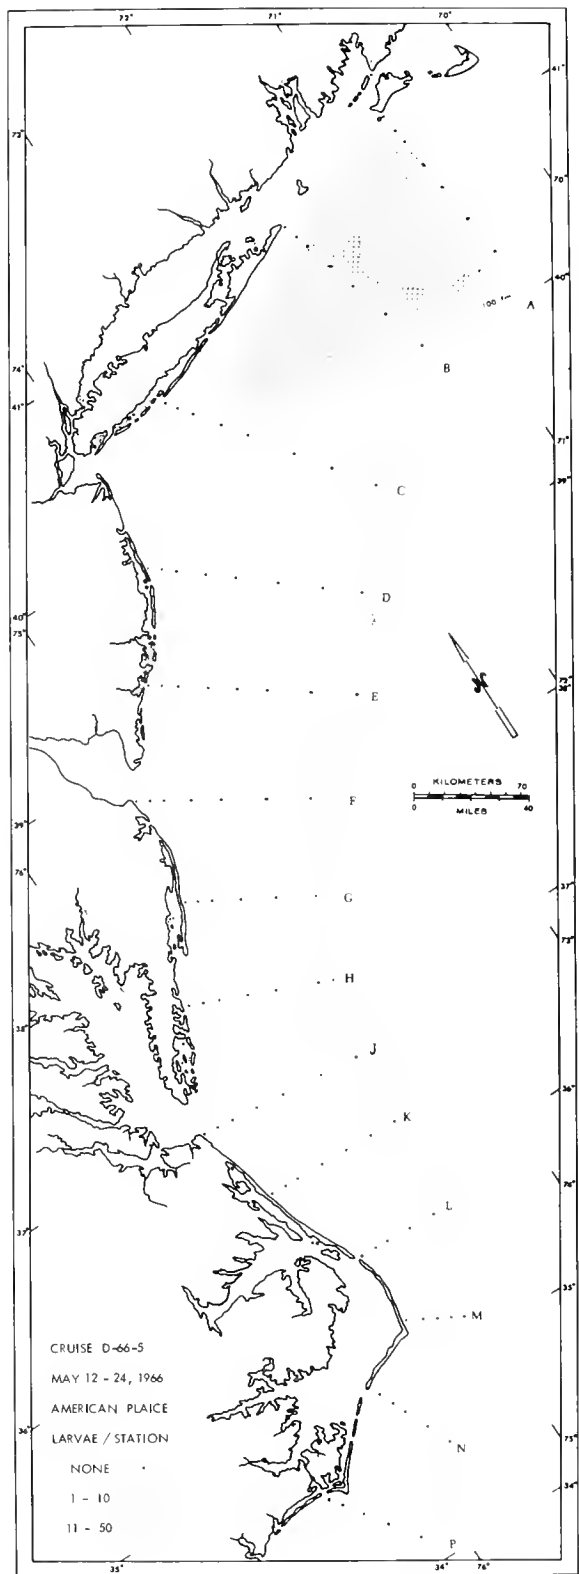 72° 71° 70°
41°
73°
70°
40°
100 fm
A
B
74°
41°
71°
39°
C
D
40°
75°
E
72°
38°
KILOMETERS
0 70
0 40
MILES
F
39°
76°
37°
G
73°
H
38°
J
36°
K
76°
L
37°
35°
M
CRUISE D-66-5
MAY 12 - 24, 1966
AMERICAN PLAICE
LARVAE / STATION
NONE
1 - 10
11 - 50
36°
75°
N
34°
P
35° 34° 76°